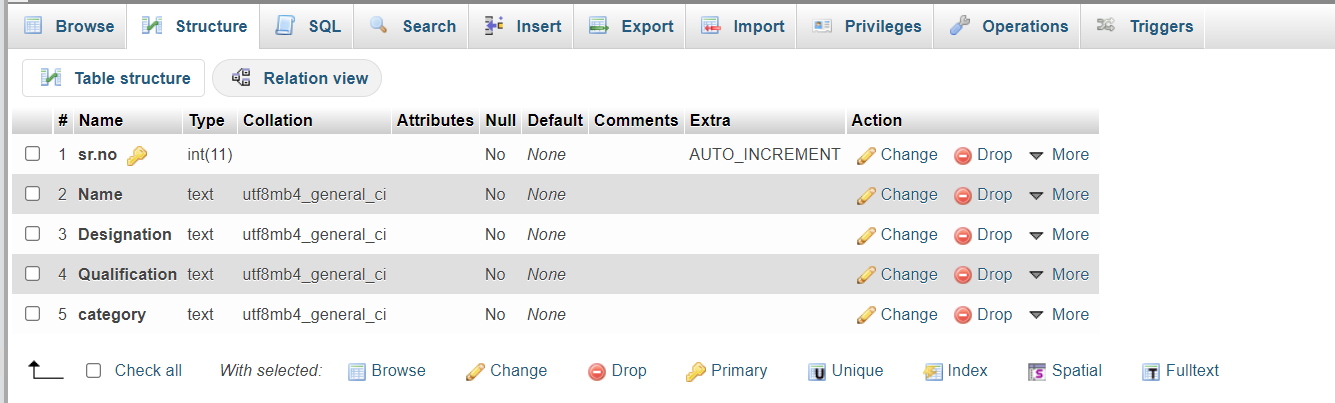 Browse Structure SQL Search Insert Export Import Privileges Operations Triggers
Table structure Relation view
# Name Type Collation Attributes Null Default Comments Extra Action
1 sr.no int(11) No None AUTO_INCREMENT Change Drop More
2 Name text utf8mb4_general_ci No None Change Drop More
3 Designation text utf8mb4_general_ci No None Change Drop More
4 Qualification text utf8mb4_general_ci No None Change Drop More
5 category text utf8mb4_general_ci No None Change Drop More
Check all With selected: Browse Change Drop Primary Unique Index Spatial Fulltext